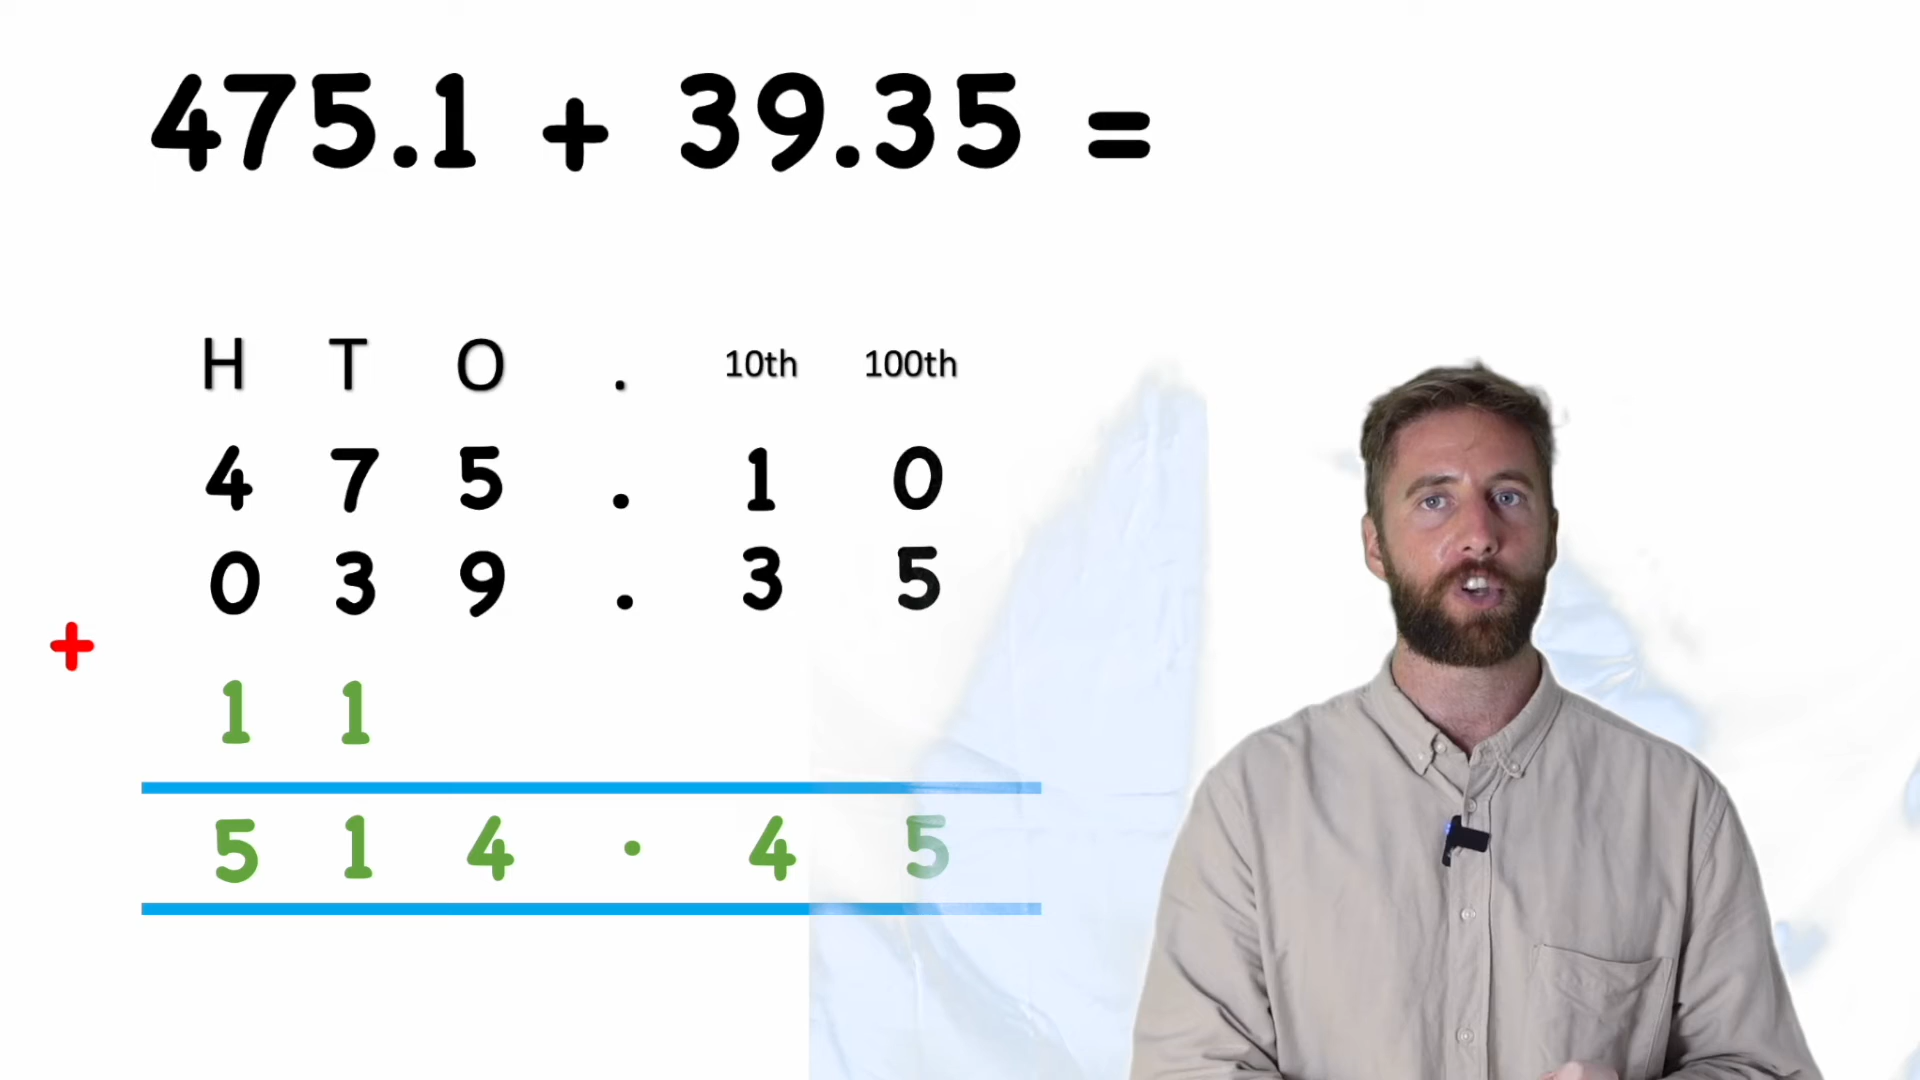 475.1 + 39.35 =
H T O . 10th 100th
4 7 5 . 1 0
0 3 9 . 3 5
+
1 1
5 1 4 . 4 5